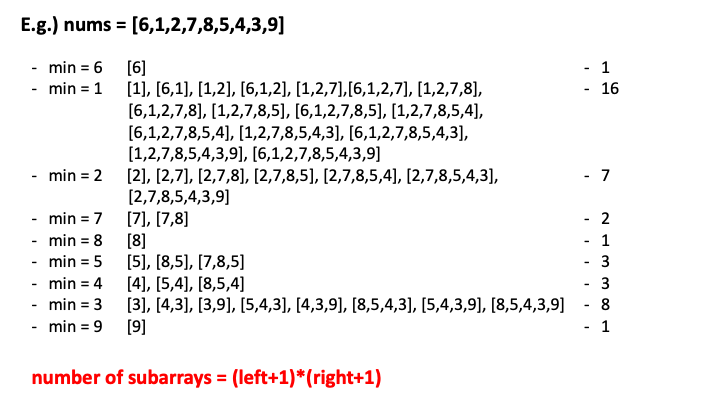 E.g.) nums = [6,1,2,7,8,5,4,3,9]
- min = 6 [6] - 1
- min = 1 [1], [6,1], [1,2], [6,1,2], [1,2,7],[6,1,2,7], [1,2,7,8], - 16
[6,1,2,7,8], [1,2,7,8,5], [6,1,2,7,8,5], [1,2,7,8,5,4],
[6,1,2,7,8,5,4], [1,2,7,8,5,4,3], [6,1,2,7,8,5,4,3],
[1,2,7,8,5,4,3,9], [6,1,2,7,8,5,4,3,9]
- min = 2 [2], [2,7], [2,7,8], [2,7,8,5], [2,7,8,5,4], [2,7,8,5,4,3], - 7
[2,7,8,5,4,3,9]
- min = 7 [7], [7,8] - 2
- min = 8 [8] - 1
- min = 5 [5], [8,5], [7,8,5] - 3
- min = 4 [4], [5,4], [8,5,4] - 3
- min = 3 [3], [4,3], [3,9], [5,4,3], [4,3,9], [8,5,4,3], [5,4,3,9], [8,5,4,3,9] - 8
- min = 9 [9] - 1
number of subarrays = (left+1)*(right+1)